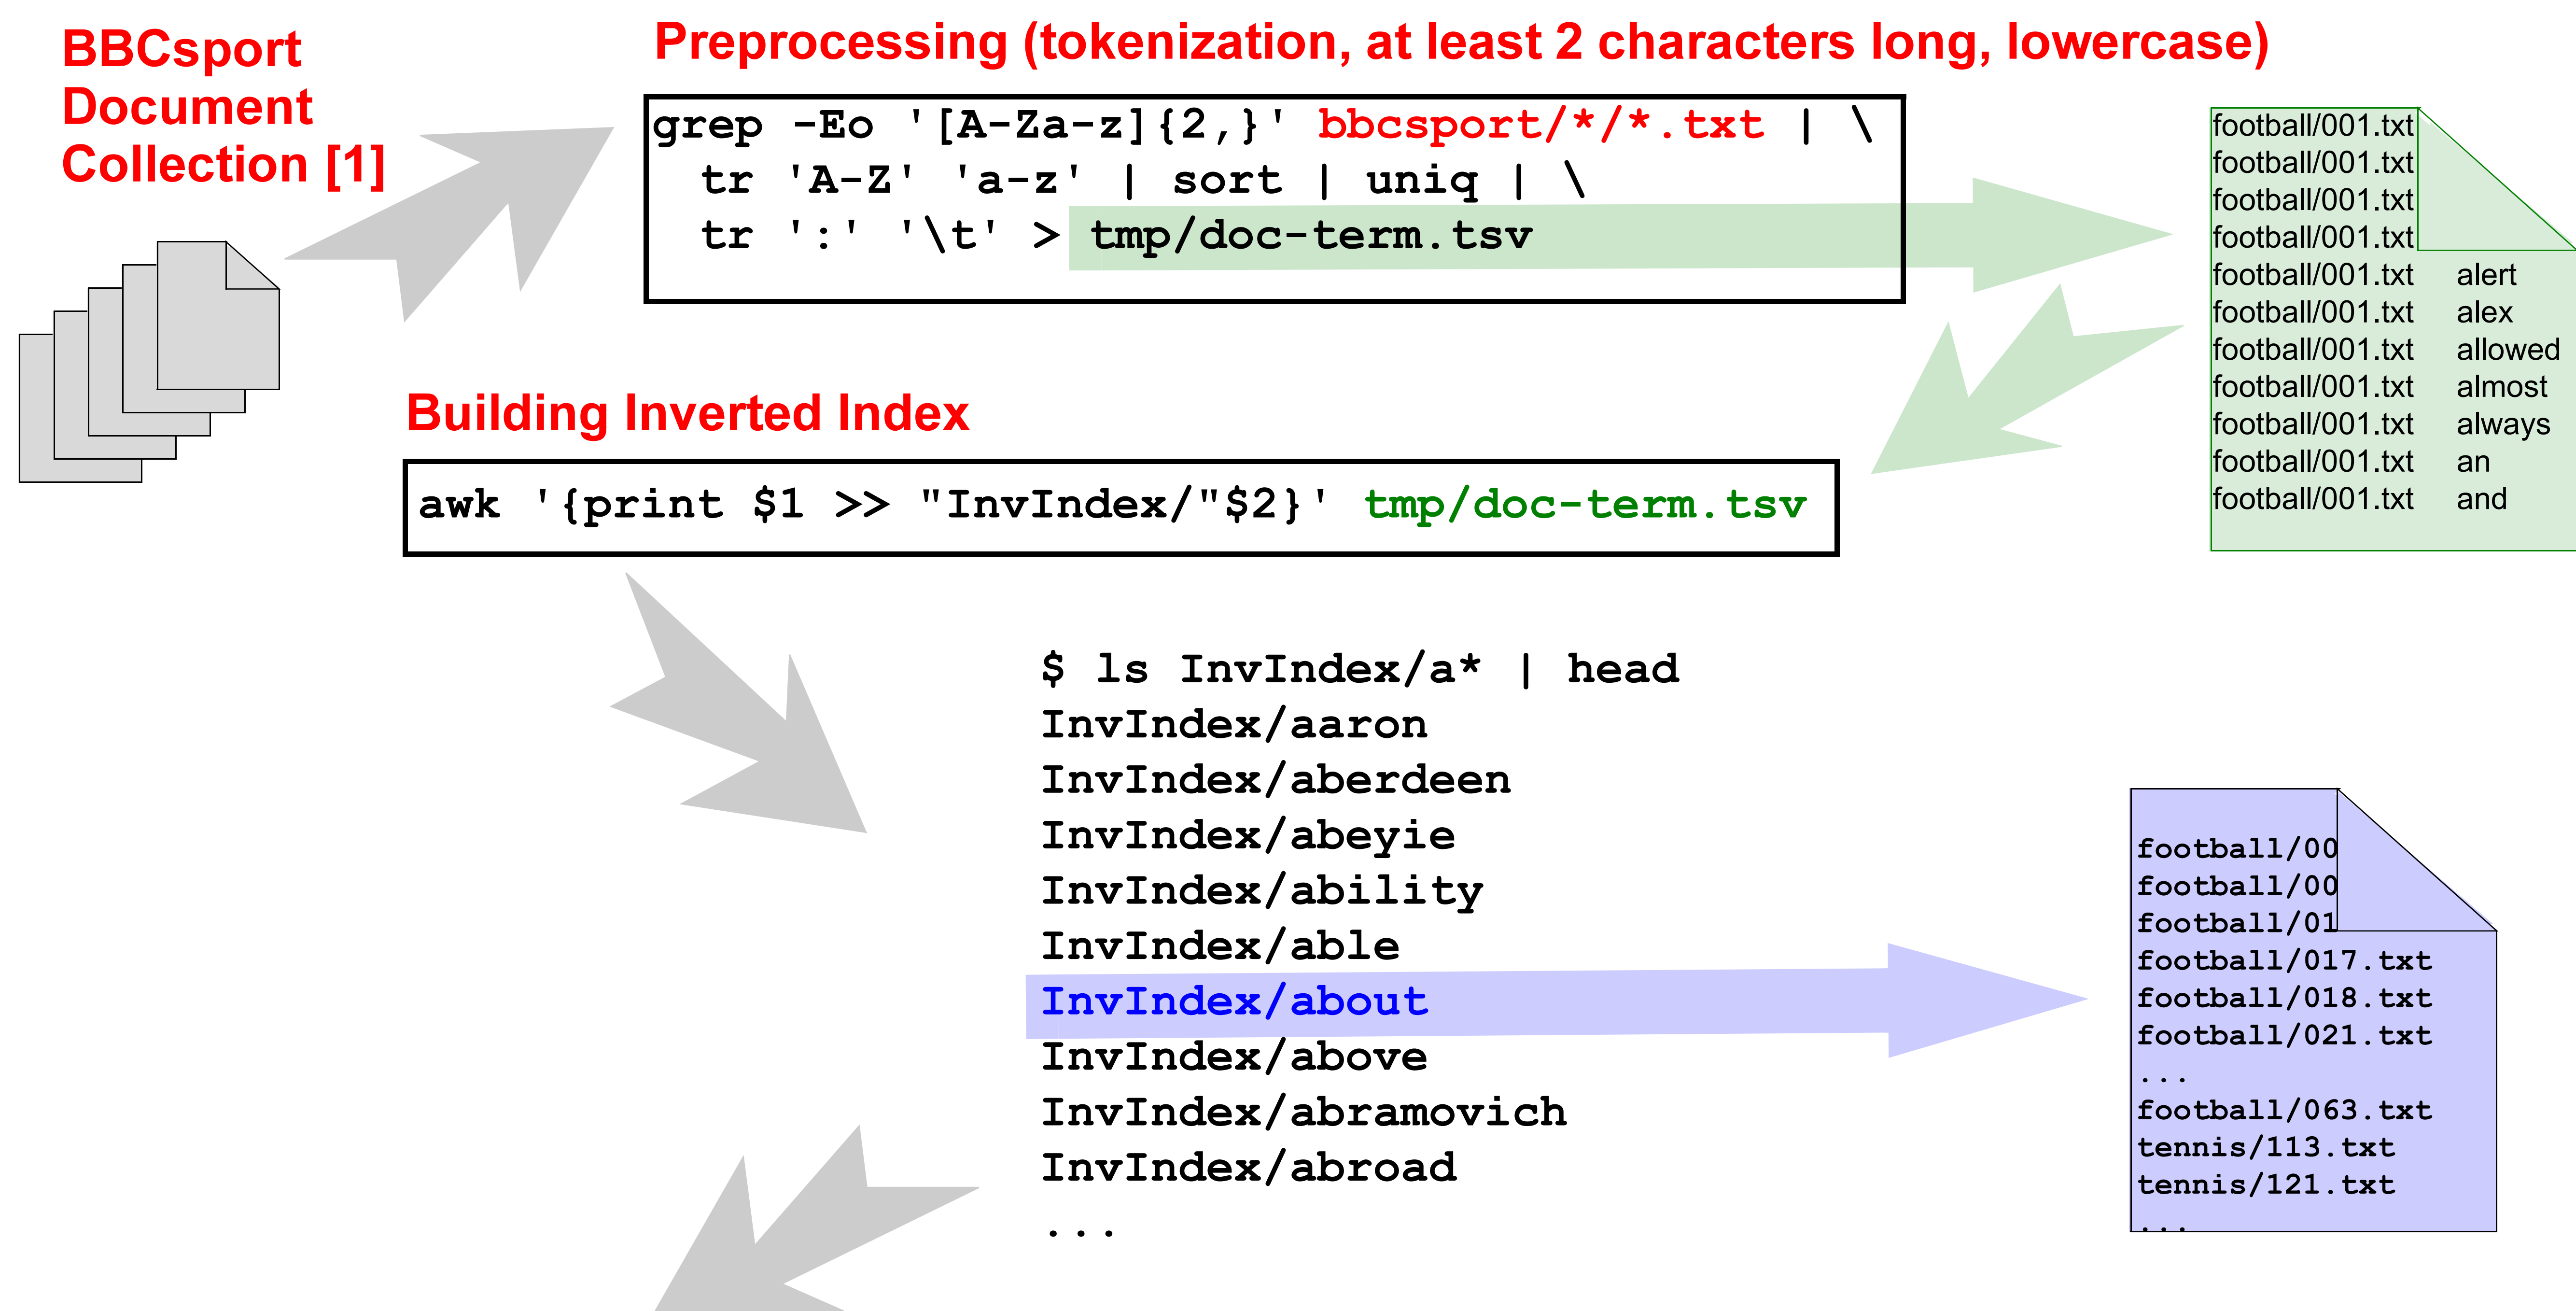 BBCsport
Document
Collection [1]
Preprocessing (tokenization, at least 2 characters long, lowercase)
grep -Eo '[A-Za-z]{2,}' bbcsport/*/*.txt | \
tr 'A-Z' 'a-z' | sort | uniq | \
tr ':' '\t' > tmp/doc-term.tsv
football/001.txt
football/001.txt
football/001.txt
football/001.txt
football/001.txt alert
football/001.txt alex
football/001.txt allowed
football/001.txt almost
football/001.txt always
football/001.txt an
football/001.txt and
Building Inverted Index
awk '{print $1 >> "InvIndex/"$2}' tmp/doc-term.tsv
$ ls InvIndex/a* | head
InvIndex/aaron
InvIndex/aberdeen
InvIndex/abeyie
InvIndex/ability
InvIndex/able
InvIndex/about
InvIndex/above
InvIndex/abramovich
InvIndex/abroad
...
football/00
football/00
football/01
football/017.txt
football/018.txt
football/021.txt
...
football/063.txt
tennis/113.txt
tennis/121.txt
...